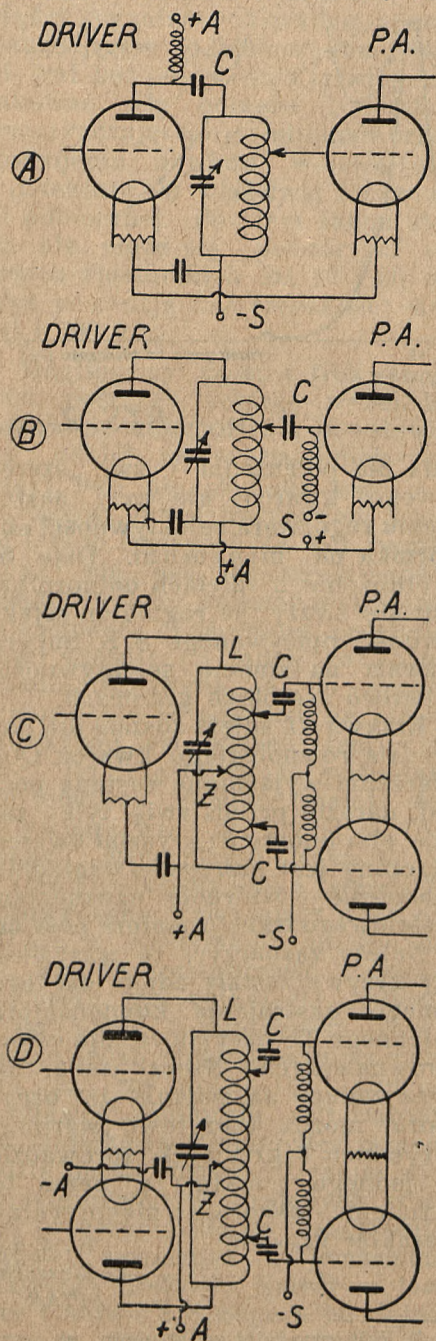 DRIVER +A P.A.
C
A
-S
DRIVER P.A.
C
B
S -
+
+A
DRIVER P.A.
L C
C
Z
C
+A -S
DRIVER P.A
L C
D
-A
Z C
+ A -S